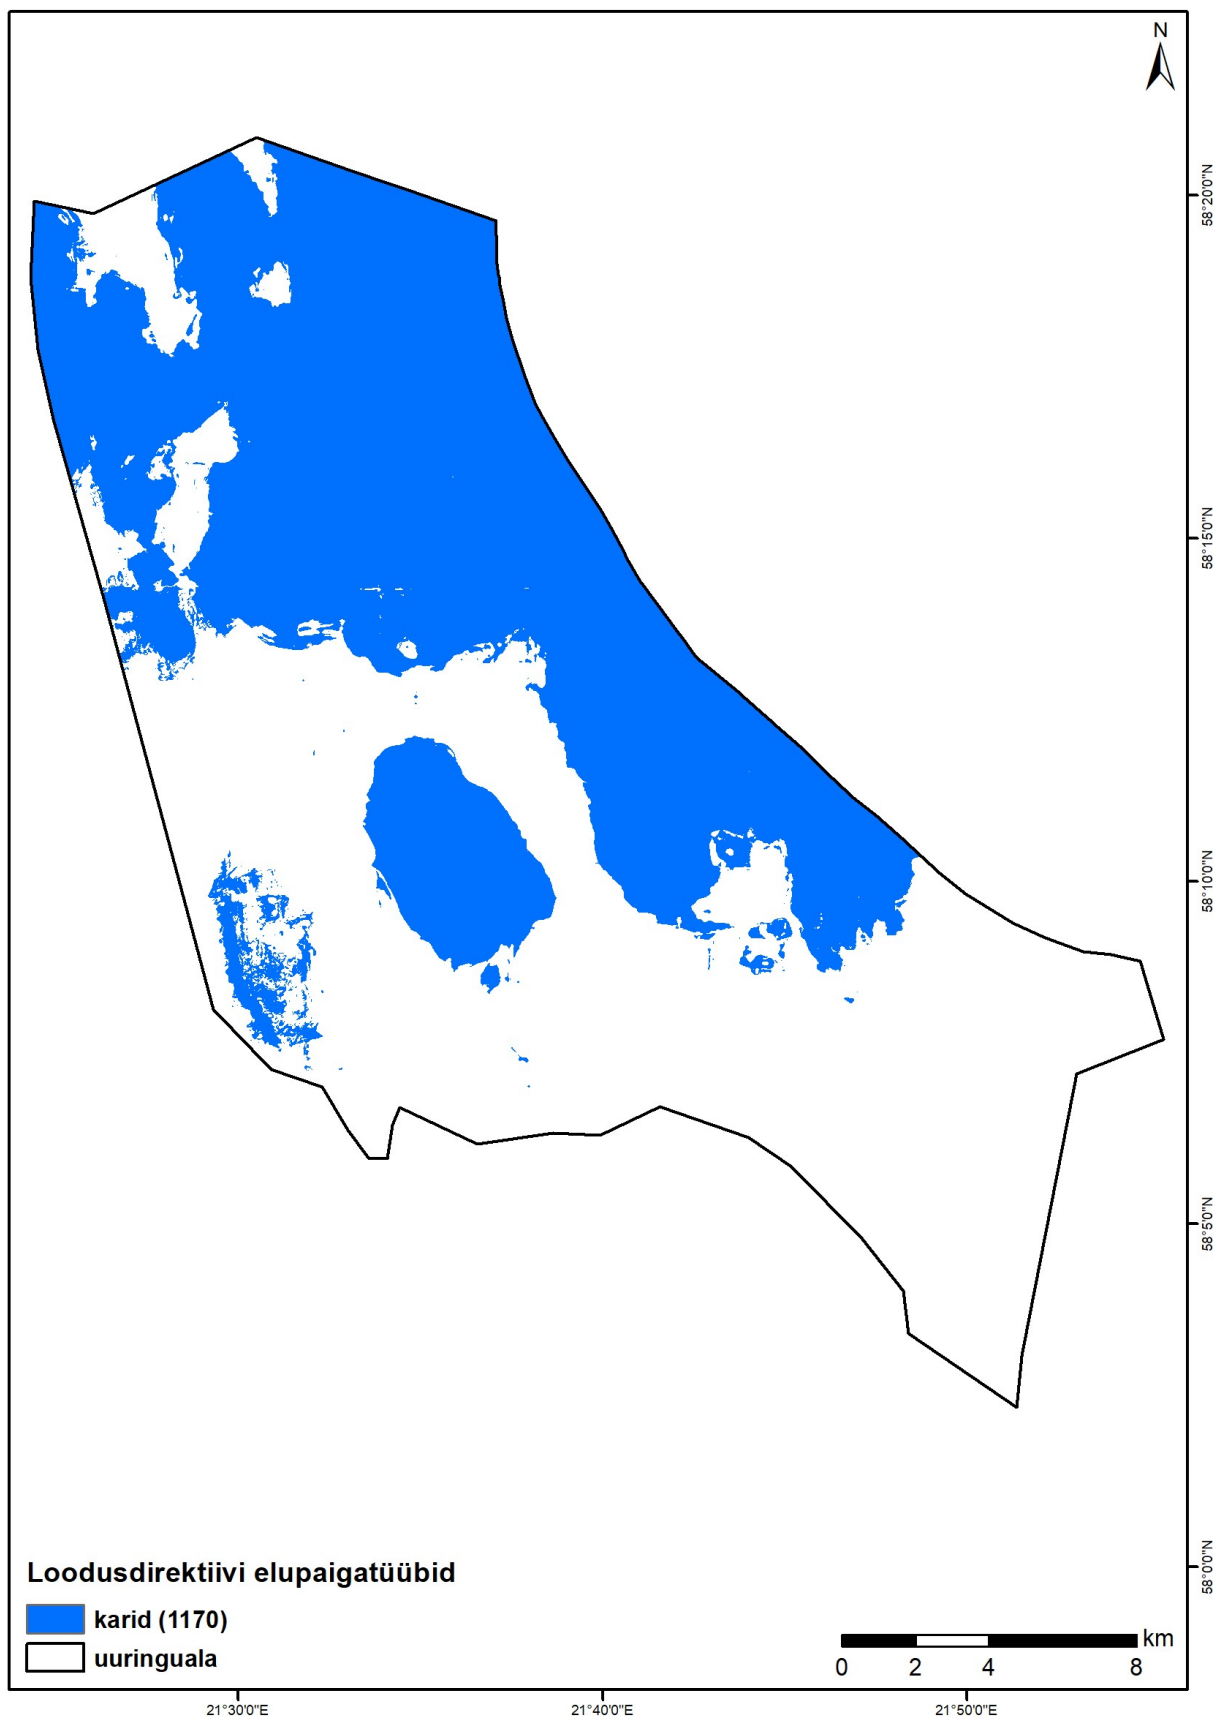 N
58°20'0"N
58°15'0"N
58°10'0"N
58°5'0"N
58°0'0"N
Loodusdirektiivi elupaigatüübid
karid (1170)
uuringuala
km
0 2 4 8
21°30'0"E 21°40'0"E 21°50'0"E